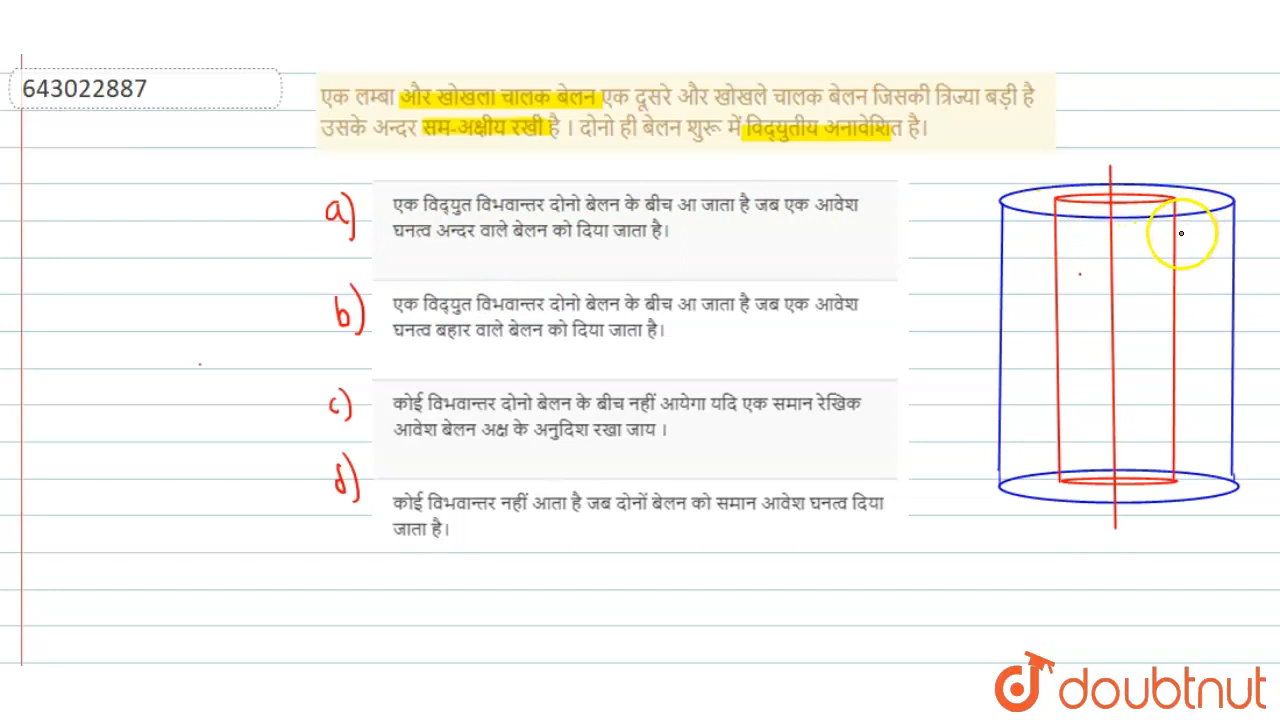 643022887
एक लम्बा और खोखला चालक बेलन एक दूसरे और खोखले चालक बेलन जिसकी त्रिज्या बड़ी है
उसके अन्दर सम-अक्षीय रखी है । दोनो ही बेलन शुरू में विद्युतीय अनावेशित है।
a) एक विद्युत विभवान्तर दोनो बेलन के बीच आ जाता है जब एक आवेश
घनत्व अन्दर वाले बेलन को दिया जाता है।
b) एक विद्युत विभवान्तर दोनो बेलन के बीच आ जाता है जब एक आवेश
घनत्व बहार वाले बेलन को दिया जाता है।
c) कोई विभवान्तर दोनो बेलन के बीच नहीं आयेगा यदि एक समान रेखिक
आवेश बेलन अक्ष के अनुदिश रखा जाय ।
d) कोई विभवान्तर नहीं आता है जब दोनों बेलन को समान आवेश घनत्व दिया
जाता है।
doubtnut